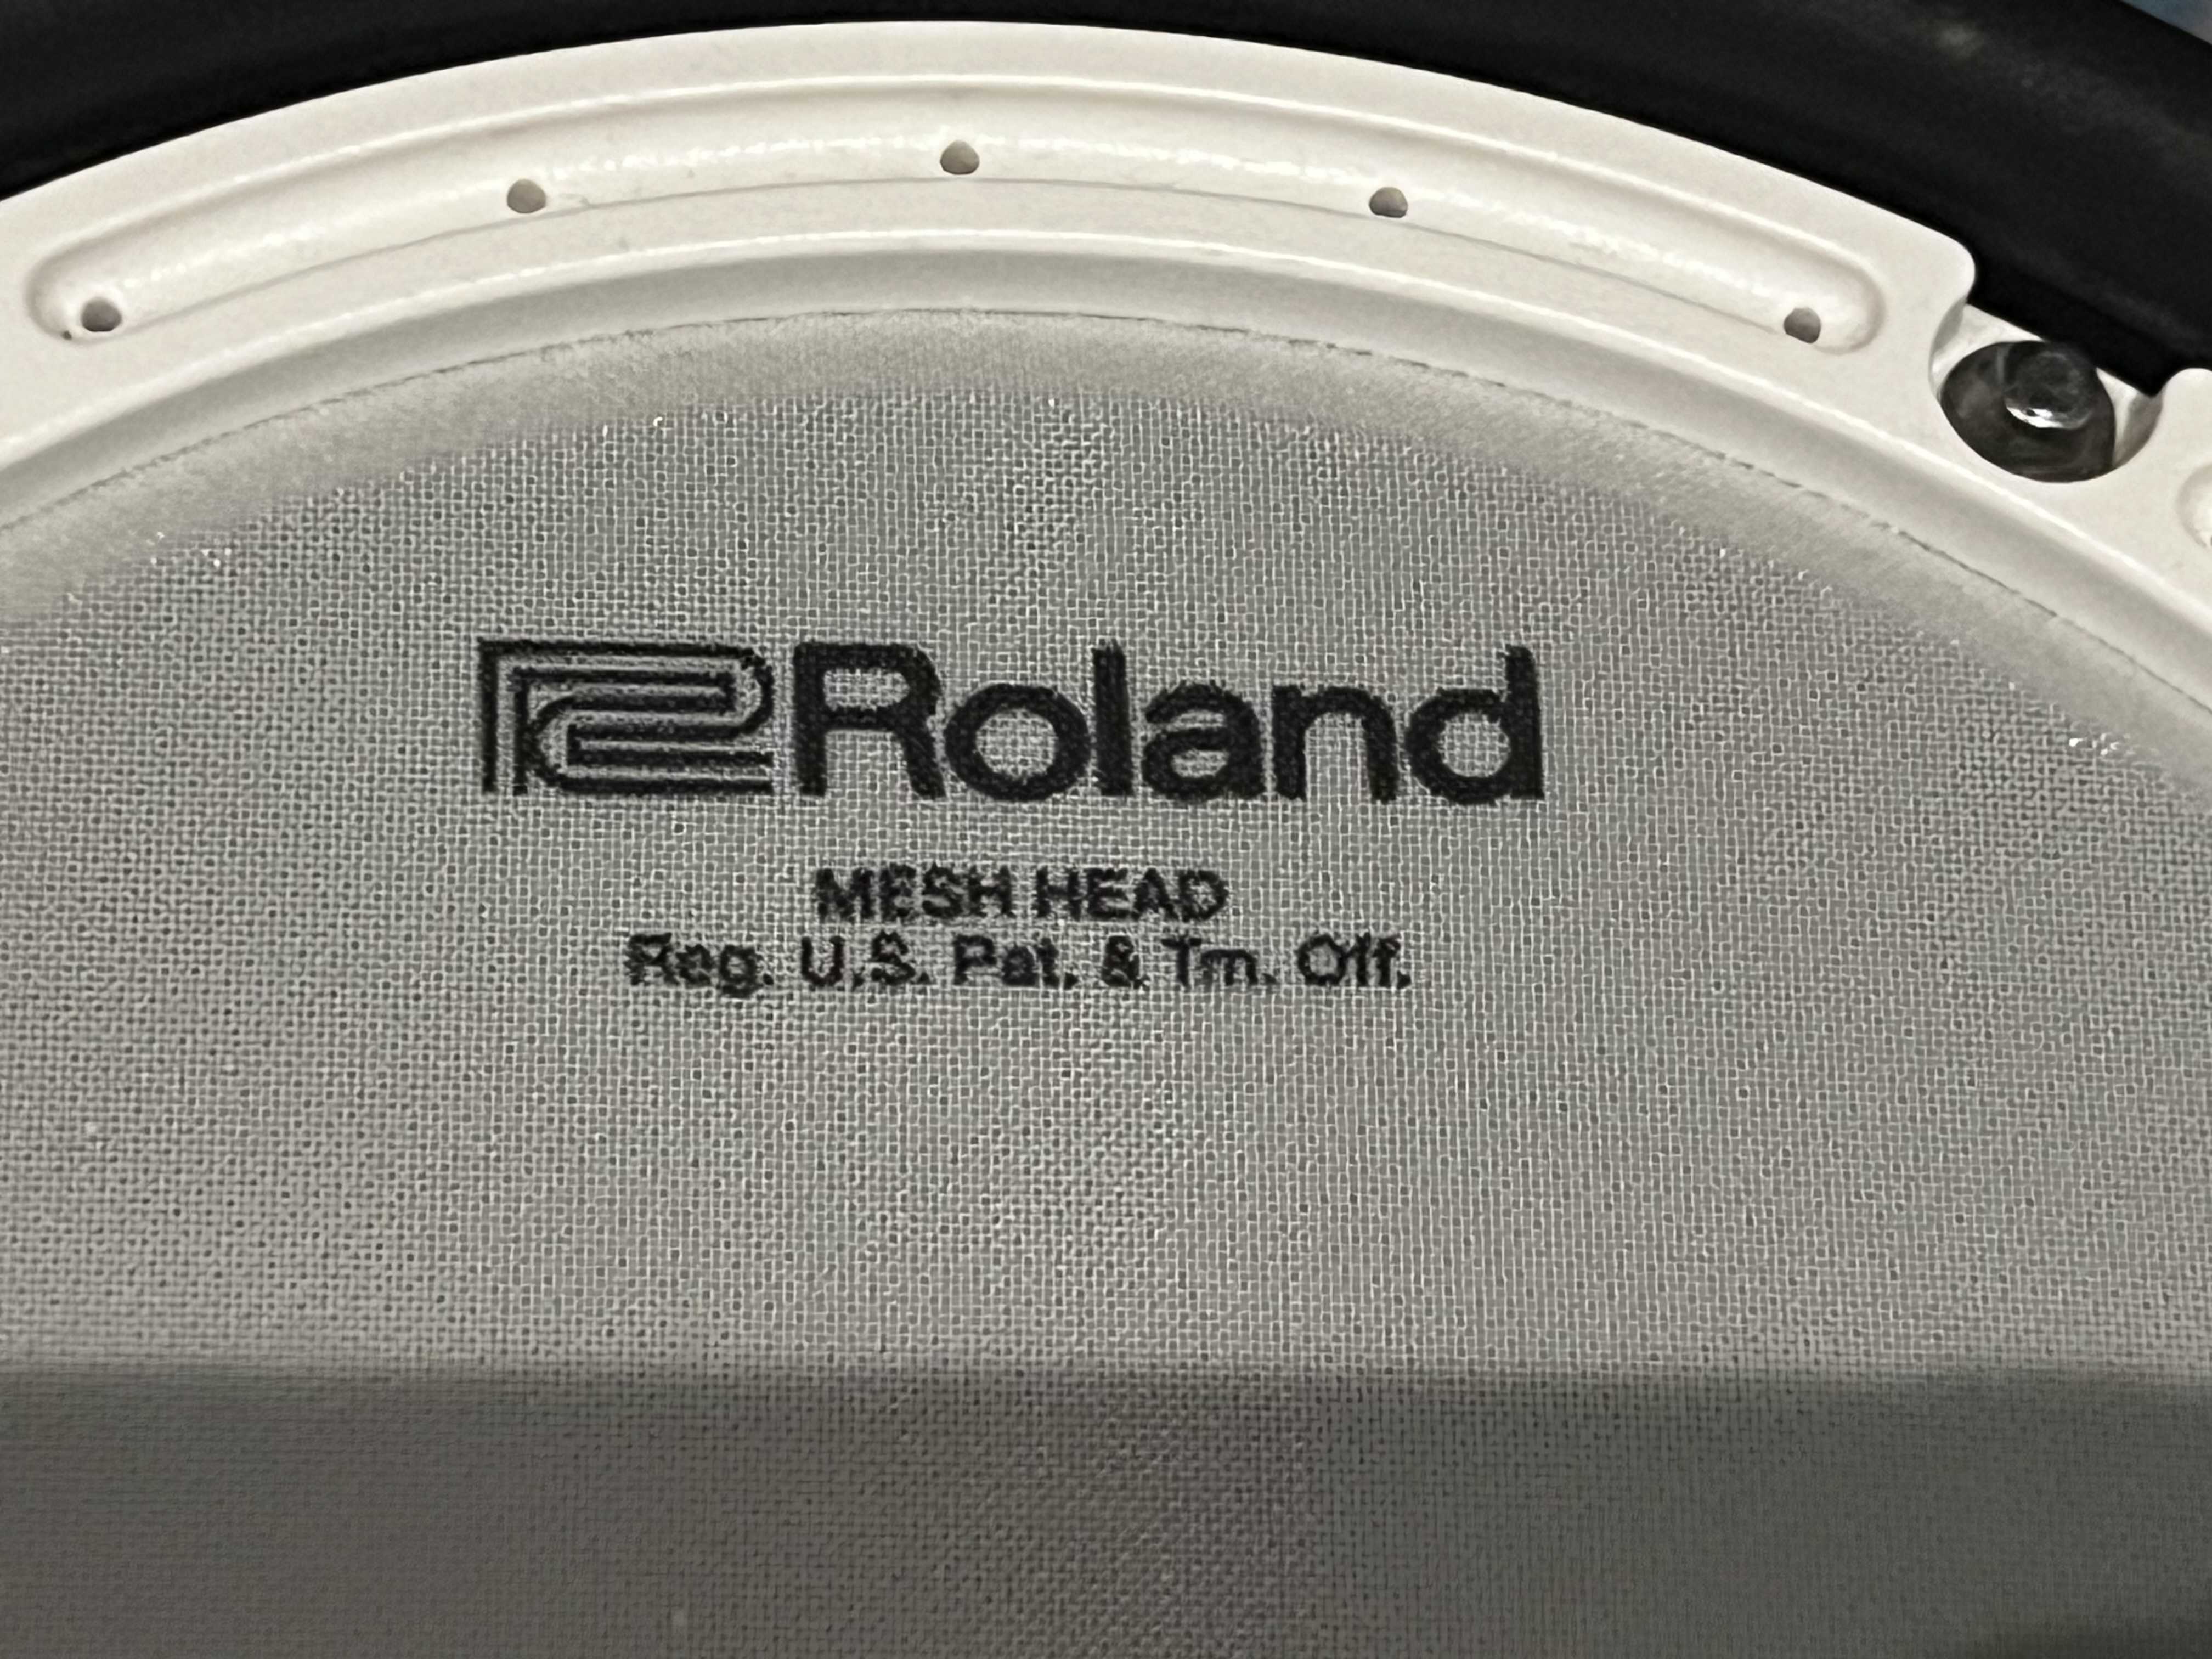 Roland
MESH HEAD
Reg. U.S. Pat. & Tm. Off.